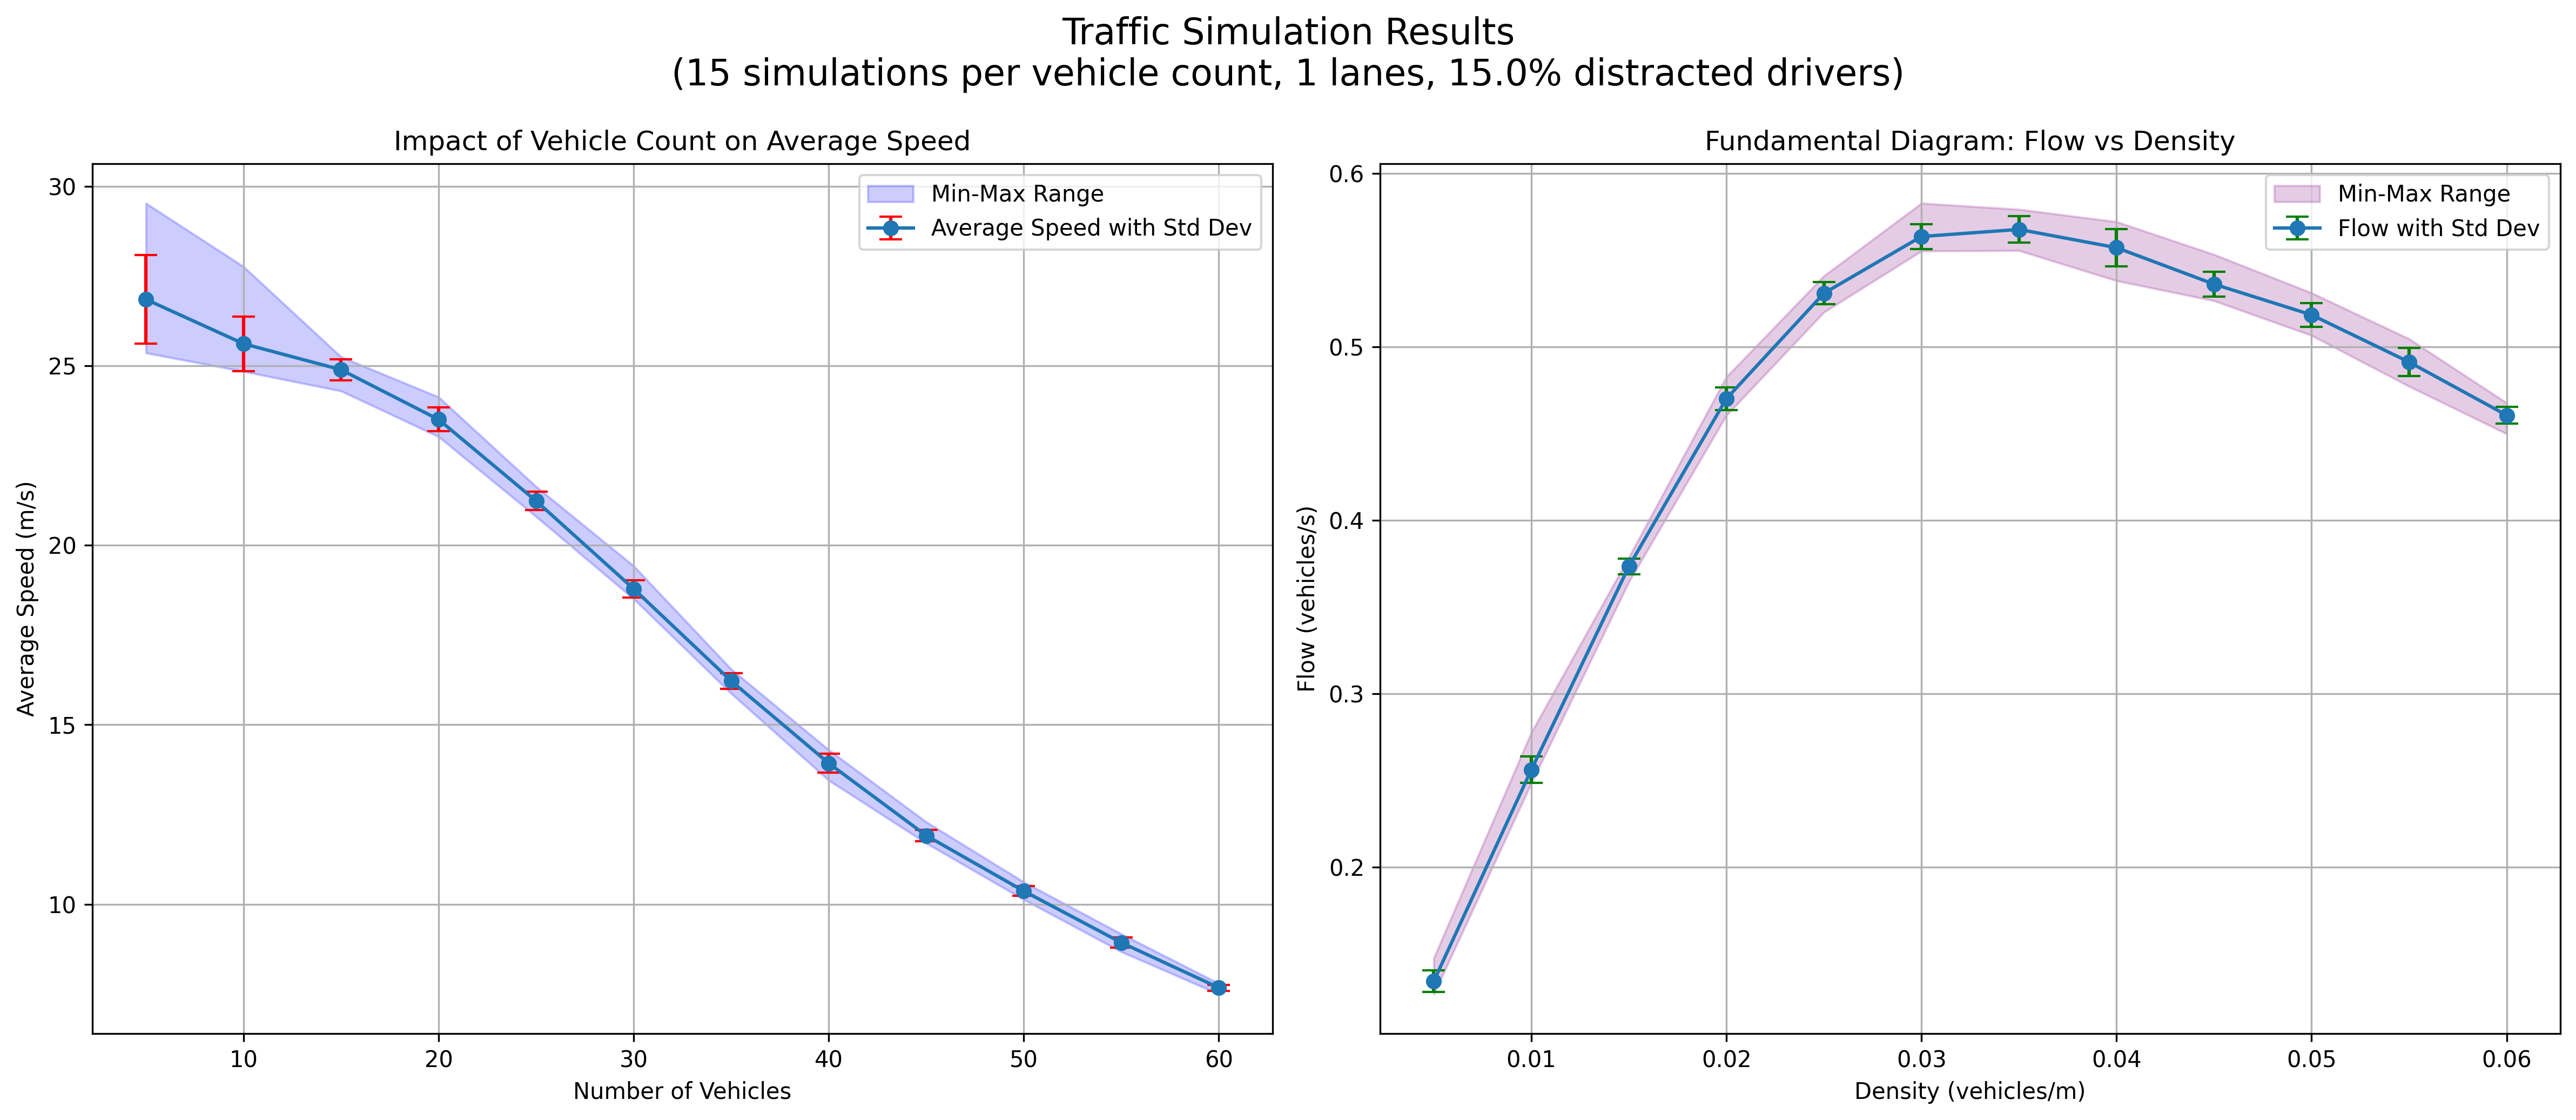 Traffic Simulation Results
(15 simulations per vehicle count, 1 lanes, 15.0% distracted drivers)
Impact of Vehicle Count on Average Speed
Min-Max Range
Average Speed with Std Dev
30
25
20
15
10
Average Speed (m/s)
10 20 30 40 50 60
Number of Vehicles
Fundamental Diagram: Flow vs Density
Min-Max Range
Flow with Std Dev
0.6
0.5
0.4
0.3
0.2
Flow (vehicles/s)
0.01 0.02 0.03 0.04 0.05 0.06
Density (vehicles/m)